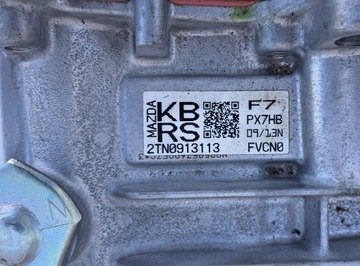 MAZDA
KB
RS
F7
PX7HB
09/13N
2TN0913113
FVCN0